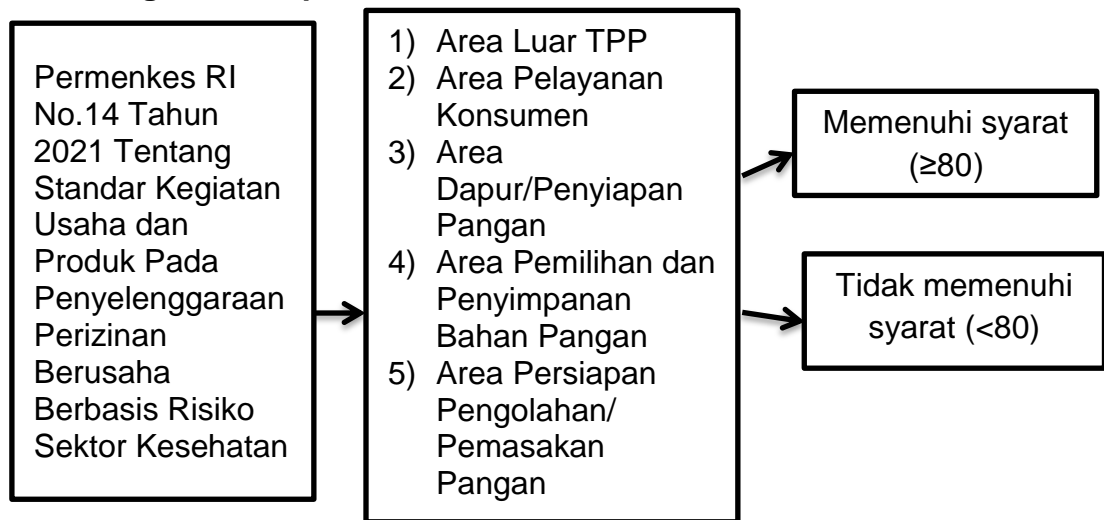 Permenkes RI
No.14 Tahun
2021 Tentang
Standar Kegiatan
Usaha dan
Produk Pada
Penyelenggaraan
Perizinan
Berusaha
Berbasis Risiko
Sektor Kesehatan
1) Area Luar TPP
2) Area Pelayanan
Konsumen
3) Area
Dapur/Penyiapan
Pangan
4) Area Pemilihan dan
Penyimpanan
Bahan Pangan
5) Area Persiapan
Pengolahan/
Pemasakan
Pangan
Memenuhi syarat
(≥80)
Tidak memenuhi
syarat (<80)